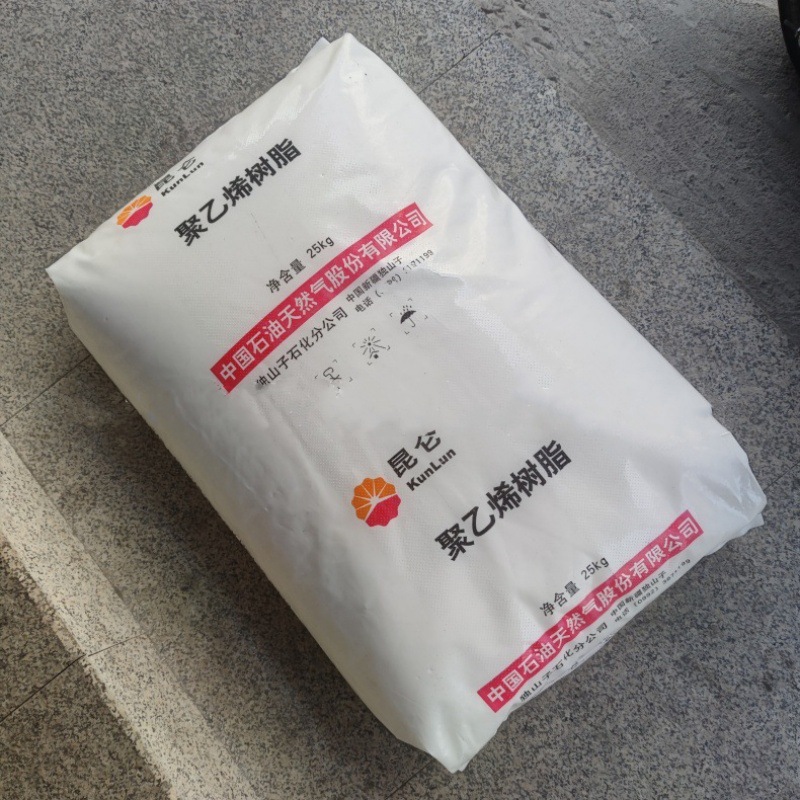 昆仑
KunLun
聚乙烯树脂
净含量 25kg
中国石油天然气股份有限公司
独山子石化分公司
中国新疆独山子
电话
昆仑
KunLun
聚乙烯树脂
净含量 25kg
中国石油天然气股份有限公司
独山子石化分公司
中国新疆独山子
电话